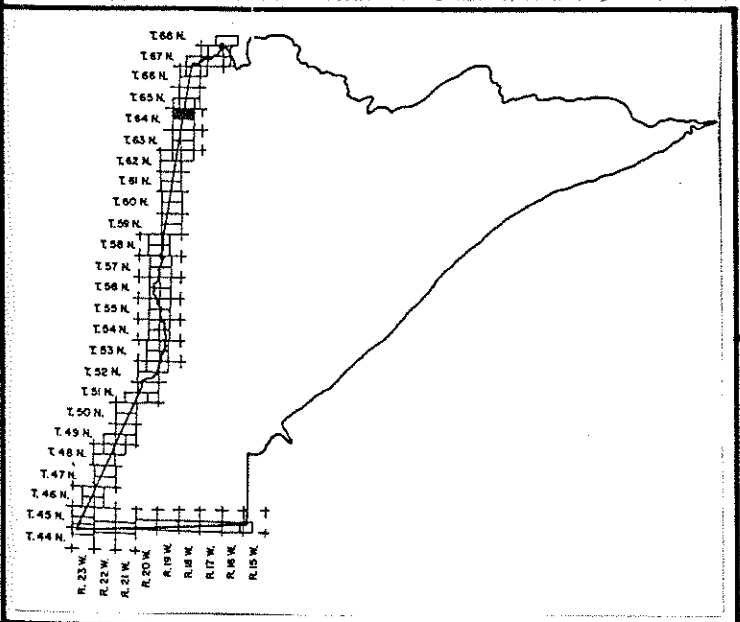 T. 68 N.
T. 67 N.
T. 66 N.
T. 65 N.
T. 64 N.
T. 63 N.
T. 62 N.
T. 61 N.
T. 60 N.
T. 59 N.
T. 58 N.
T. 57 N.
T. 56 N.
T. 55 N.
T. 54 N.
T. 53 N.
T. 52 N.
T. 51 N.
T. 50 N.
T. 49 N.
T. 48 N.
T. 47 N.
T. 46 N.
T. 45 N.
T. 44 N.
R. 23 W.
R. 22 W.
R. 21 W.
R. 20 W.
R. 19 W.
R. 18 W.
R. 17 W.
R. 16 W.
R. 15 W.